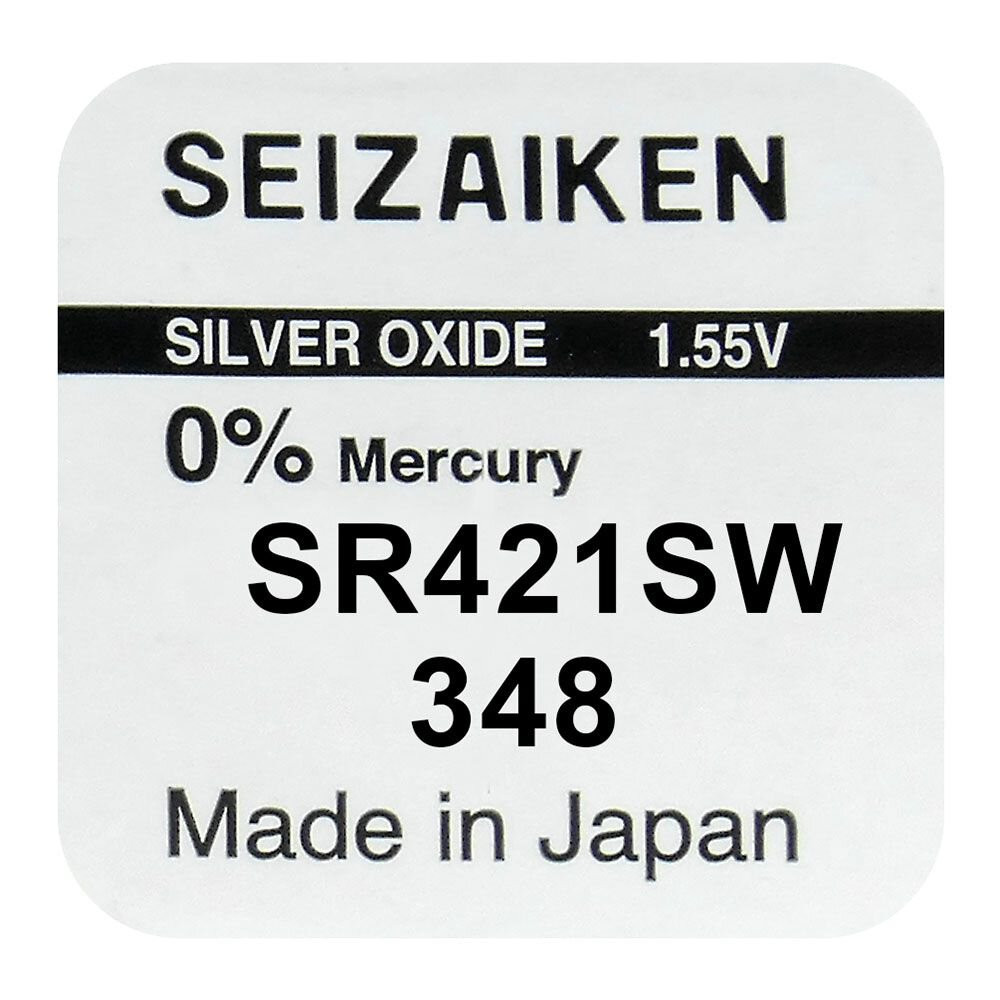 SEIZAIKEN
SILVER OXIDE 1.55V
0% Mercury
SR421SW
348
Made in Japan